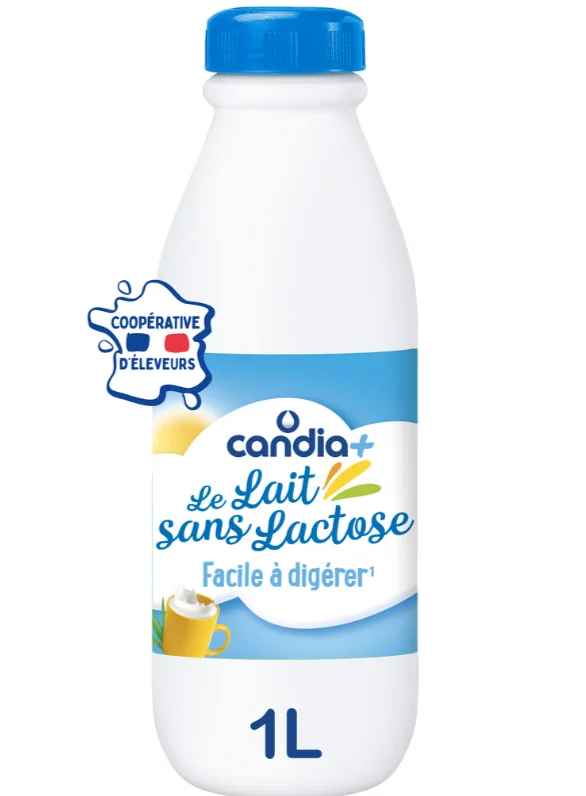 COOPÉRATIVE
D'ÉLEVEURS
candia+
Le Lait
sans Lactose
Facile à digérer¹
1L